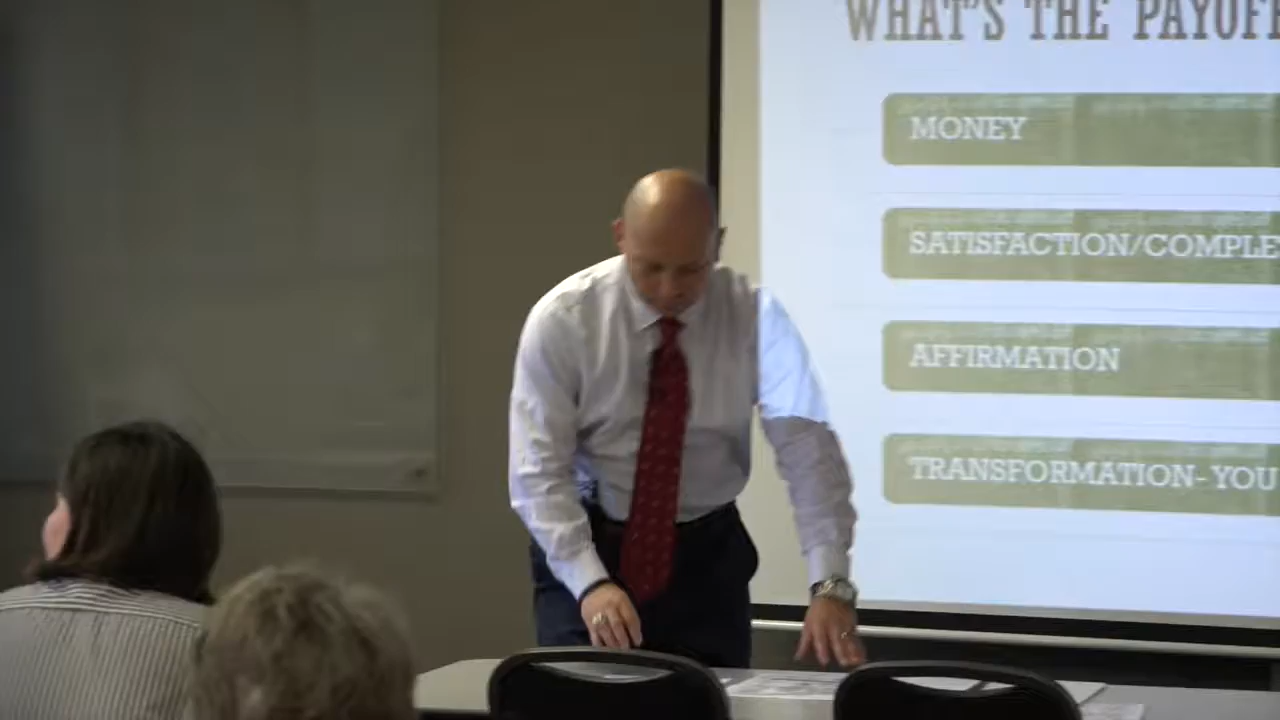 WHAT'S THE PAYOFF
MONEY
SATISFACTION/COMPLE
AFFIRMATION
TRANSFORMATION- YOU